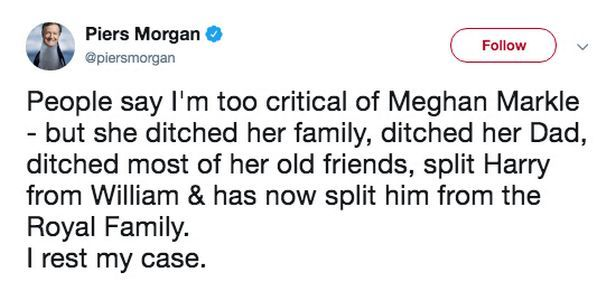 Piers Morgan
@piersmorgan
Follow
People say I'm too critical of Meghan Markle
- but she ditched her family, ditched her Dad,
ditched most of her old friends, split Harry
from William & has now split him from the
Royal Family.
I rest my case.